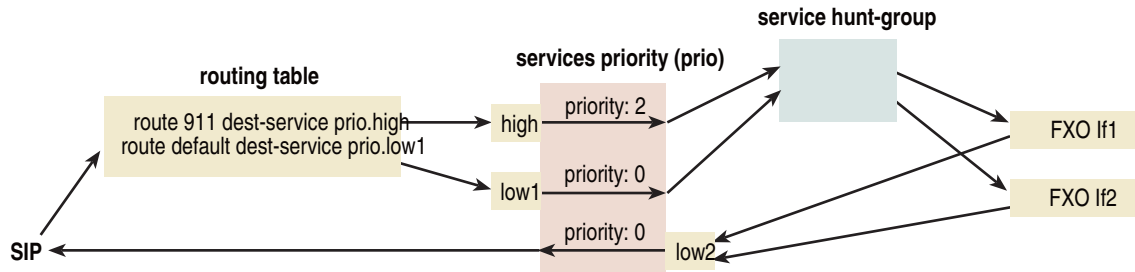 service hunt-group
services priority (prio)
routing table
route 911 dest-service prio.high
route default dest-service prio.low1
high
priority: 2
low1
priority: 0
priority: 0
low2
FXO If1
FXO If2
SIP